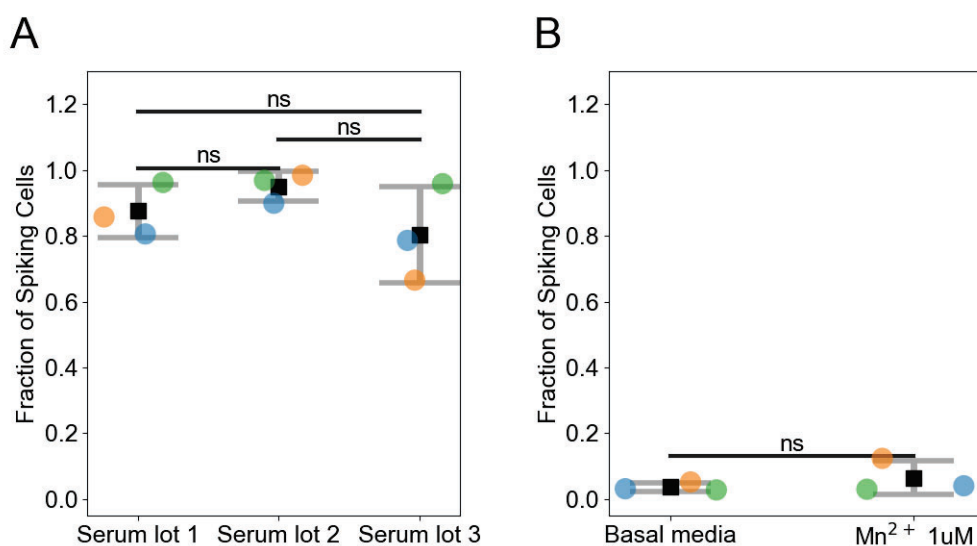 A
Fraction of Spiking Cells
1.2
1.0
0.8
0.6
0.4
0.2
0.0
ns
ns
ns
Serum lot 1 Serum lot 2 Serum lot 3
B
Fraction of Spiking Cells
1.2
1.0
0.8
0.6
0.4
0.2
0.0
ns
Basal media Mn²⁺ 1uM